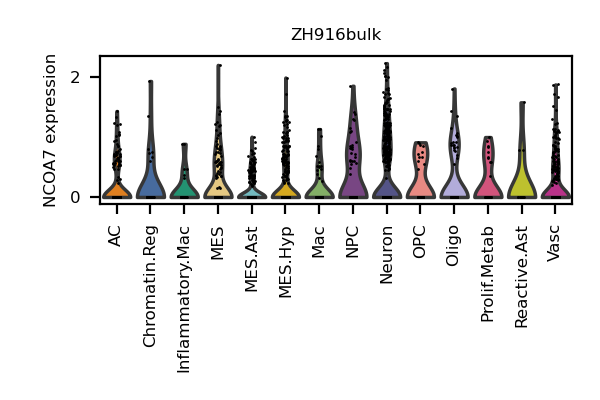 ZH916bulk
NCOA7 expression
2
0
AC
Chromatin.Reg
Inflammatory.Mac
MES
MES.Ast
MES.Hyp
Mac
NPC
Neuron
OPC
Oligo
Prolif.Metab
Reactive.Ast
Vasc